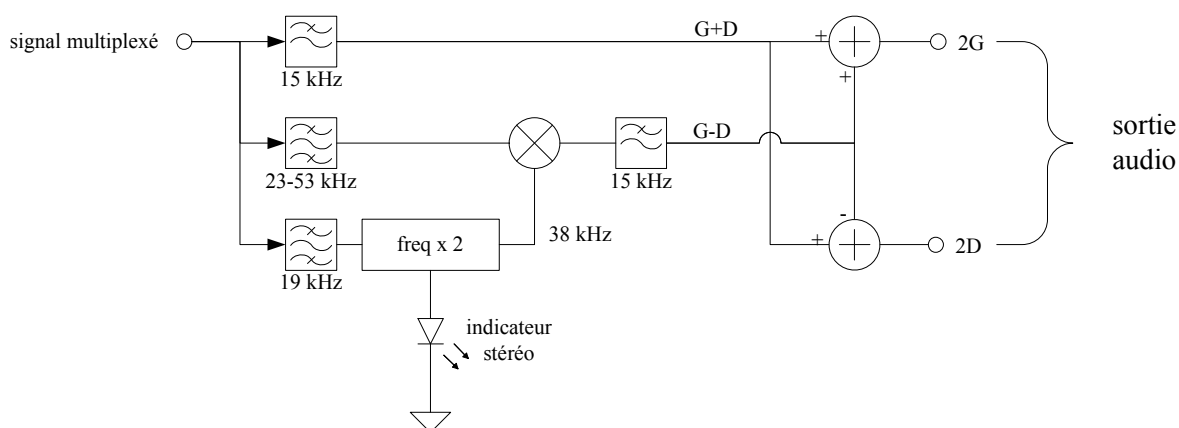 signal multiplexé
15 kHz
G+D
+
+
2G
23-53 kHz
15 kHz
G-D
sortie
audio
19 kHz
freq x 2
38 kHz
-
+
2D
indicateur
stéréo